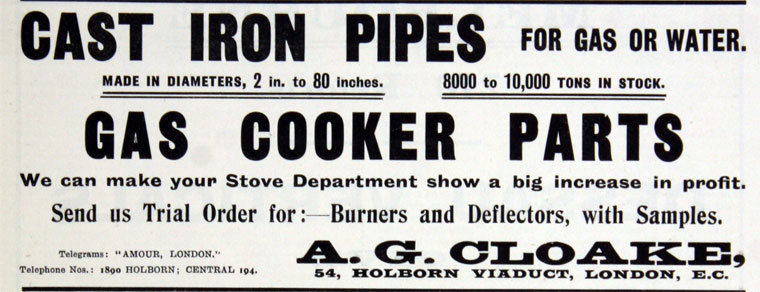 CAST IRON PIPES FOR GAS OR WATER.
MADE IN DIAMETERS, 2 in. to 80 inches. 8000 to 10,000 TONS IN STOCK.
GAS COOKER PARTS
We can make your Stove Department show a big increase in profit.
Send us Trial Order for:—Burners and Deflectors, with Samples.
Telegrams: "AMOUR, LONDON."
Telephone Nos.: 1890 HOLBORN; CENTRAL 194.
A. G. CLOAKE,
54, HOLBORN VIADUCT, LONDON, E.C.